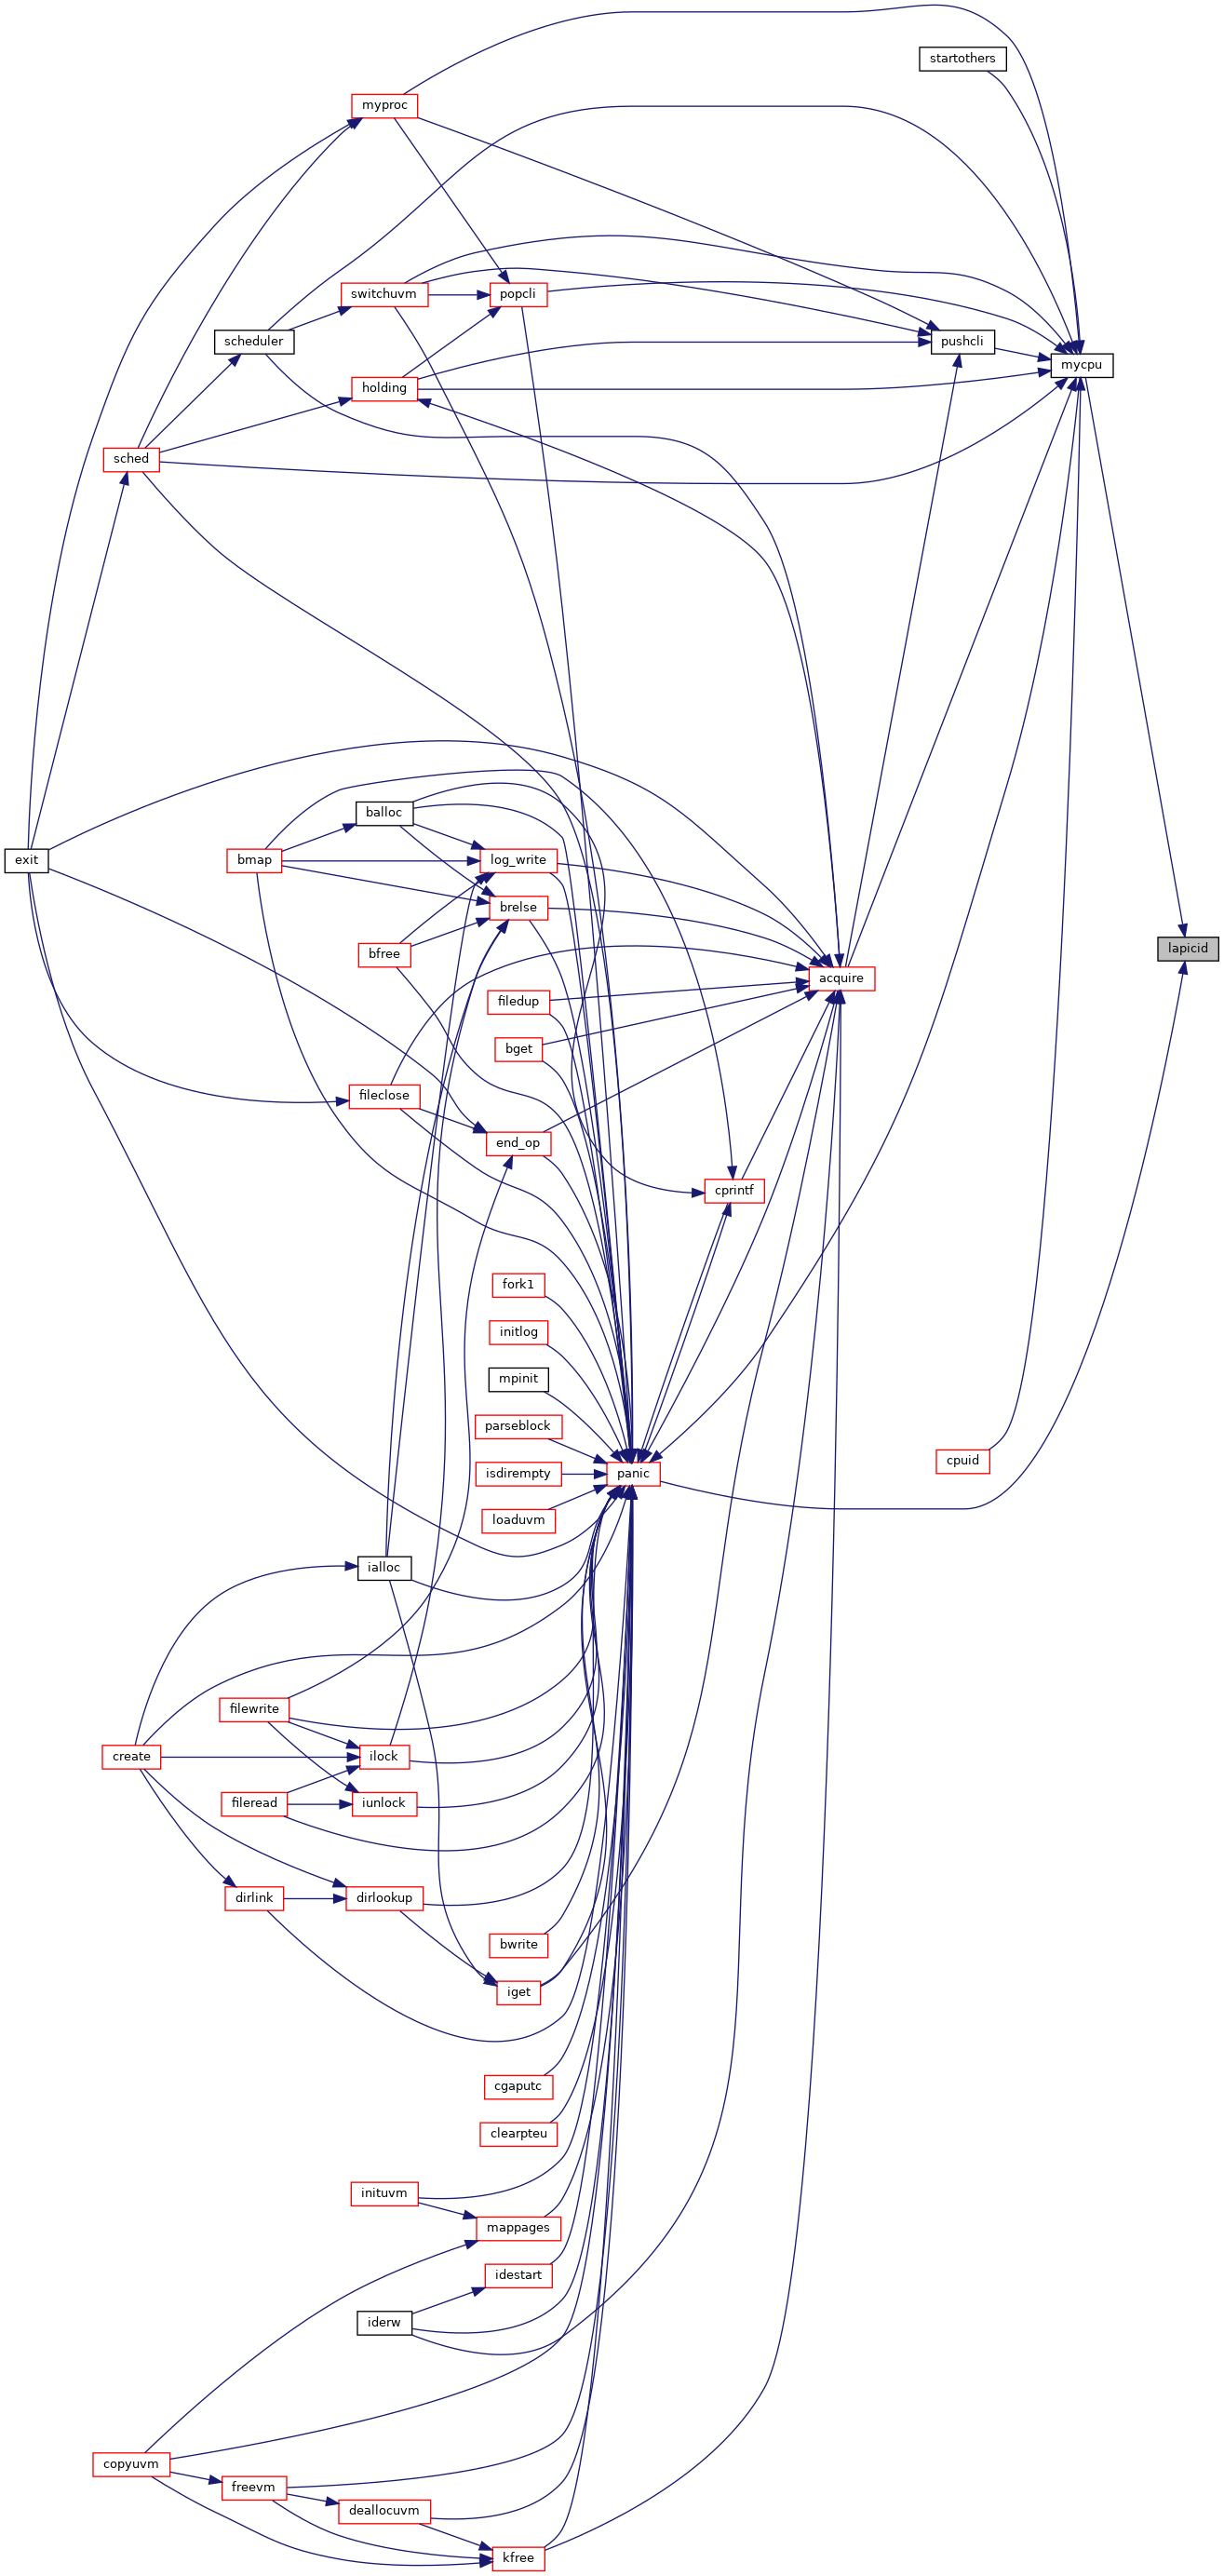 startothers
myproc
switchuvm
popcli
scheduler
pushcli
mycpu
holding
sched
balloc
exit
bmap
log_write
brelse
bfree
lapicid
acquire
filedup
bget
fileclose
end_op
cprintf
fork1
initlog
mpinit
parseblock
cpuid
panic
isdirempty
loaduvm
ialloc
filewrite
create
ilock
fileread
iunlock
dirlink
dirlookup
bwrite
iget
cgaputc
clearpteu
inituvm
mappages
idestart
iderw
copyuvm
freevm
deallocuvm
kfree